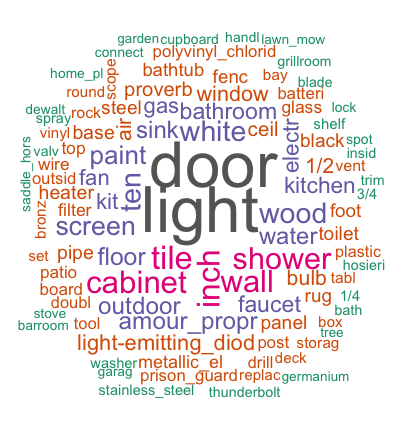 garden cupboard handl lawn_mow
connect polyvinyl_chlorid grillroom
home_pl scope bathtub fenc bay blade
round proverb window batteri
dewalt rock steel gas bathroom glass lock
spray air sink white ceil electr shelf
vinyl base door black spot
valv top paint insid
saddle_hors wire fan ten 1/2 vent
outsid heater kit light kitchen trim
bronz filter wood foot 3/4
screen water toilet
set pipe floor tile inch shower plastic
patio cabinet wall bulb tabl hosieri
board outdoor faucet rug 1/4
doubl amour_propr bath
stove tool panel box
barroom light-emitting_diod post storag tree
washer metallic_el drill deck
garag prison_guard replac germanium
stainless_steel thunderbolt